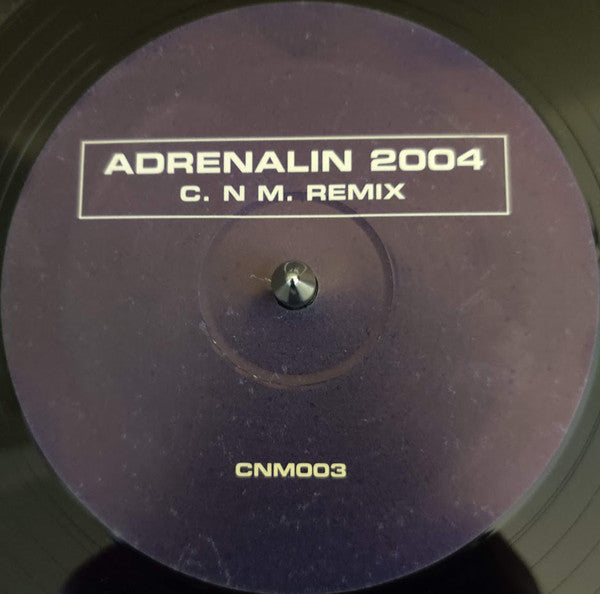 ADRENALIN 2004
C. N M. REMIX
CNM003